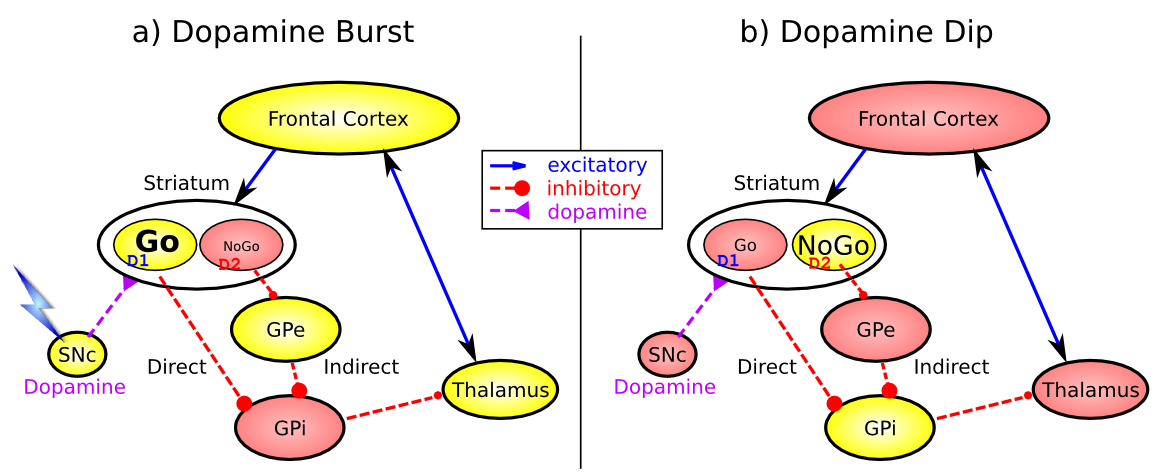 a) Dopamine Burst
Frontal Cortex
Striatum
Go
D1
NoGo
D2
GPe
SNc
Dopamine
Direct
Indirect
Thalamus
GPi
excitatory
inhibitory
dopamine
b) Dopamine Dip
Frontal Cortex
Striatum
Go
D1
NoGo
D2
GPe
SNc
Dopamine
Direct
Indirect
Thalamus
GPi